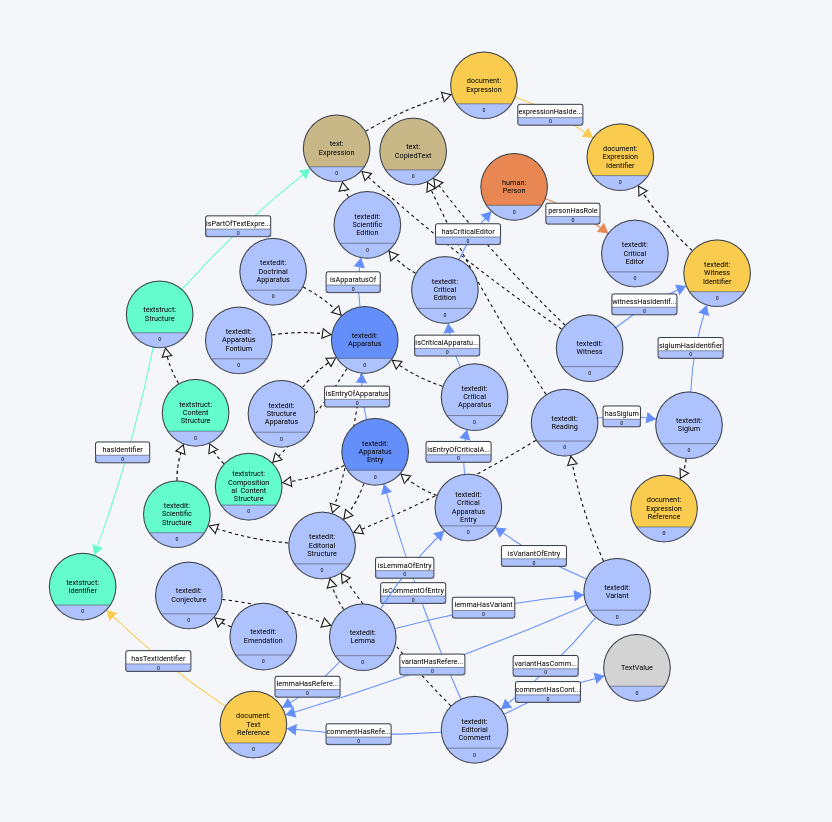 document:
Expression
0
expressionHasIde...
0
text:
Expression
0
text:
CopiedText
0
document:
Expression
Identifier
0
human:
Person
0
personHasRole
0
isPartOfTextExpre...
0
textedit:
Scientific
Edition
0
hasCriticalEditor
0
textedit:
Critical
Editor
0
textedit:
Doctrinal
Apparatus
0
isApparatusOf
0
textedit:
Critical
Edition
0
textedit:
Witness
Identifier
0
witnessHasIdentif...
0
textstruct:
Structure
0
textedit:
Apparatus
Fontium
0
textedit:
Apparatus
0
isCriticalApparatu...
0
textedit:
Witness
0
siglumHasIdentifier
0
textstruct:
Content
Structure
0
textedit:
Structure
Apparatus
0
isEntryOfApparatus
0
textedit:
Critical
Apparatus
0
textedit:
Reading
0
hasSiglum
0
textedit:
Siglum
0
hasIdentifier
0
textstruct:
Composition
al Content
Structure
0
textedit:
Apparatus
Entry
0
isEntryOfCriticalA...
0
textedit:
Scientific
Structure
0
textedit:
Critical
Apparatus
Entry
0
document:
Expression
Reference
0
textedit:
Editorial
Structure
0
isVariantOfEntry
0
isLemmaOfEntry
0
textstruct:
Identifier
0
textedit:
Conjecture
0
isCommentOfEntry
0
lemmaHasVariant
0
textedit:
Variant
0
textedit:
Emendation
0
textedit:
Lemma
0
hasTextIdentifier
0
variantHasRefere...
0
variantHasComm...
0
TextValue
0
lemmaHasRefere...
0
commentHasCont...
0
document:
Text
Reference
0
commentHasRefe...
0
textedit:
Editorial
Comment
0